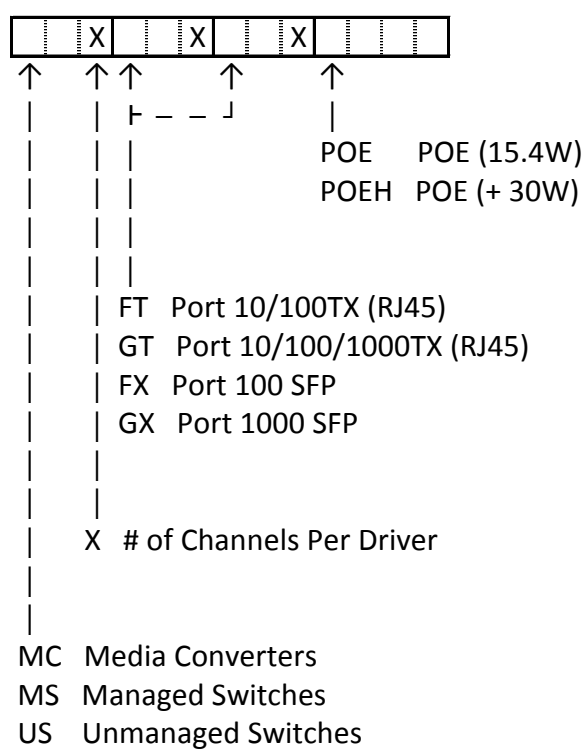 X X X
POE POE (15.4W)
POEH POE (+ 30W)
FT Port 10/100TX (RJ45)
GT Port 10/100/1000TX (RJ45)
FX Port 100 SFP
GX Port 1000 SFP
X # of Channels Per Driver
MC Media Converters
MS Managed Switches
US Unmanaged Switches